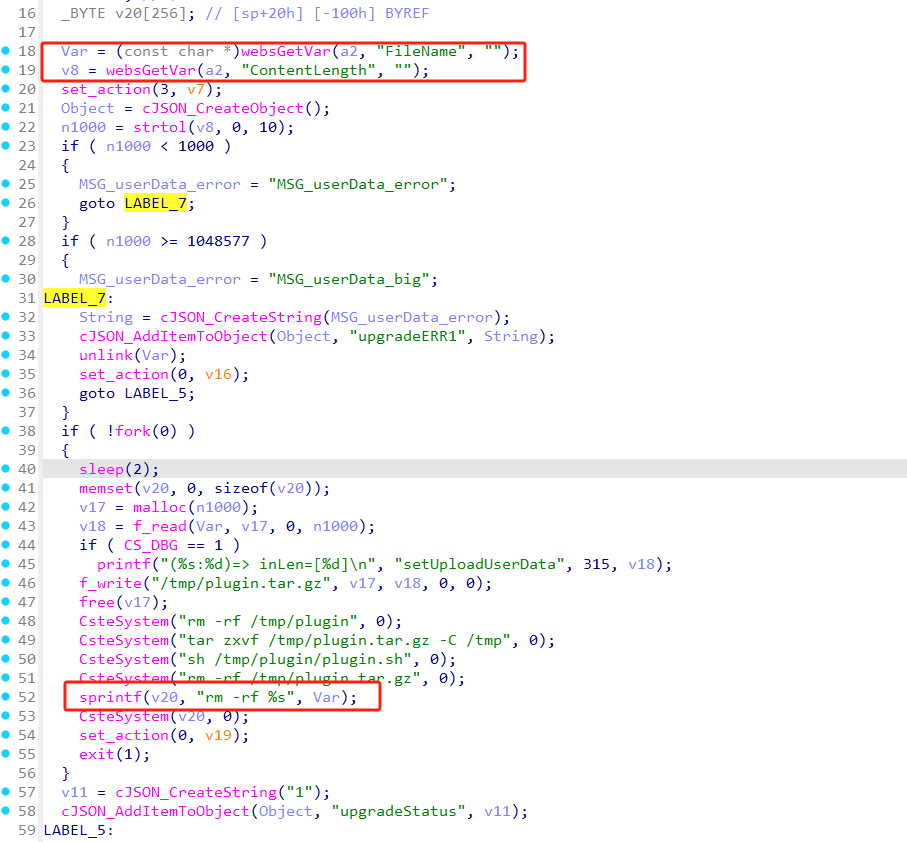 16 _BYTE v20[256]; // [sp+20h] [-100h] BYREF
17
18 Var = (const char *)websGetVar(a2, "FileName", "");
19 v8 = websGetVar(a2, "ContentLength", "");
20 set_action(3, v7);
21 Object = cJSON_CreateObject();
22 n1000 = strtol(v8, 0, 10);
23 if ( n1000 < 1000 )
24 {
25 MSG_userData_error = "MSG_userData_error";
26 goto LABEL_7;
27 }
28 if ( n1000 >= 1048577 )
29 {
30 MSG_userData_error = "MSG_userData_big";
31 LABEL_7:
32 String = cJSON_CreateString(MSG_userData_error);
33 cJSON_AddItemToObject(Object, "upgradeERR1", String);
34 unlink(Var);
35 set_action(0, v16);
36 goto LABEL_5;
37 }
38 if ( !fork(0) )
39 {
40 sleep(2);
41 memset(v20, 0, sizeof(v20));
42 v17 = malloc(n1000);
43 v18 = f_read(Var, v17, 0, n1000);
44 if ( CS_DBG == 1 )
45 printf("(%s:%d)=> inLen=[%d]\n", "setUploadUserData", 315, v18);
46 f_write("/tmp/plugin.tar.gz", v17, v18, 0, 0);
47 free(v17);
48 CsteSystem("rm -rf /tmp/plugin", 0);
49 CsteSystem("tar zxvf /tmp/plugin.tar.gz -C /tmp", 0);
50 CsteSystem("sh /tmp/plugin/plugin.sh", 0);
51 CsteSystem("rm -rf /tmp/plugin.tar.gz", 0);
52 sprintf(v20, "rm -rf %s", Var);
53 CsteSystem(v20, 0);
54 set_action(0, v19);
55 exit(1);
56 }
57 v11 = cJSON_CreateString("1");
58 cJSON_AddItemToObject(Object, "upgradeStatus", v11);
59 LABEL_5: